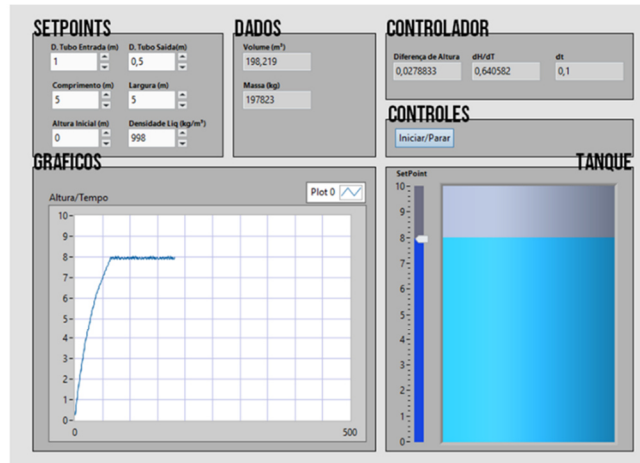 SETPOINTS
D. Tubo Entrada (m) D. Tubo Saida(m)
1 0,5
Comprimento (m) Largura (m)
5 5
Altura Inicial (m) Densidade Liq (kg/m³)
0 998
DADOS
Volume (m³)
198,219
Massa (kg)
197823
CONTROLADOR
Diferença de Altura dH/dT dt
0,0278833 0,640582 0,1
CONTROLES
Iniciar/Parar
GRAFICOS
Altura/Tempo Plot 0
10
9
8
7
6
5
4
3
2
1
0
0 500
TANQUE
SetPoint
10
9
8
7
6
5
4
3
2
1
0